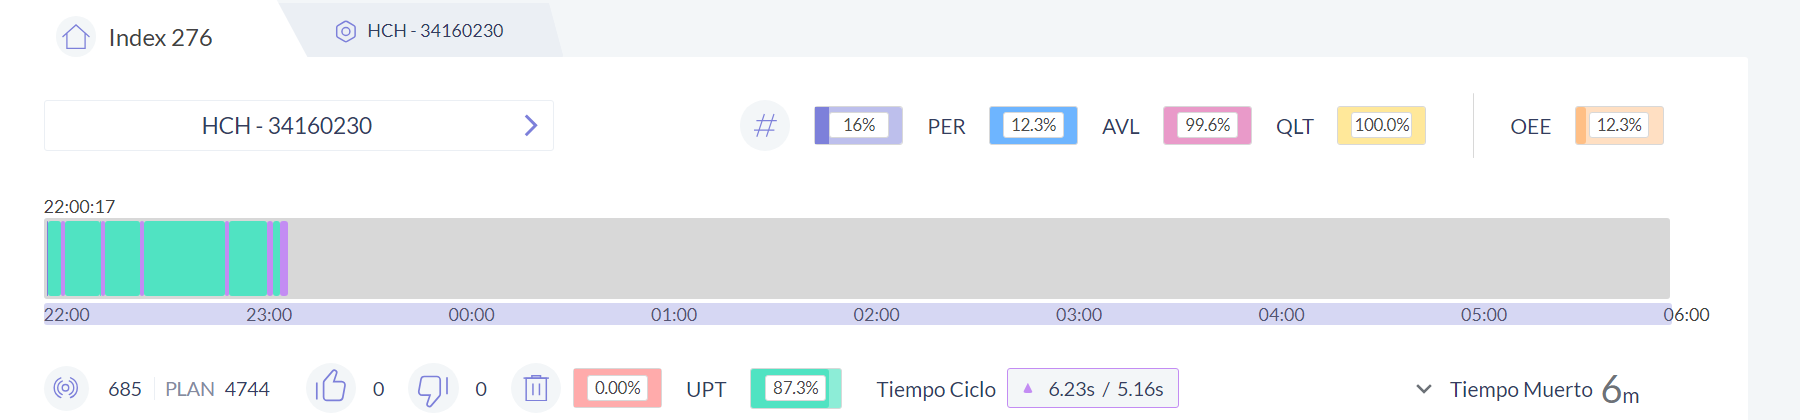 Index 276
HCH - 34160230
HCH - 34160230
# 16% PER 12.3% AVL 99.6% QLT 100.0% OEE 12.3%
22:00:17
22:00 23:00 00:00 01:00 02:00 03:00 04:00 05:00 06:00
685 PLAN 4744 0 0 0.00% UPT 87.3% Tiempo Ciclo 6.23s / 5.16s Tiempo Muerto 6m